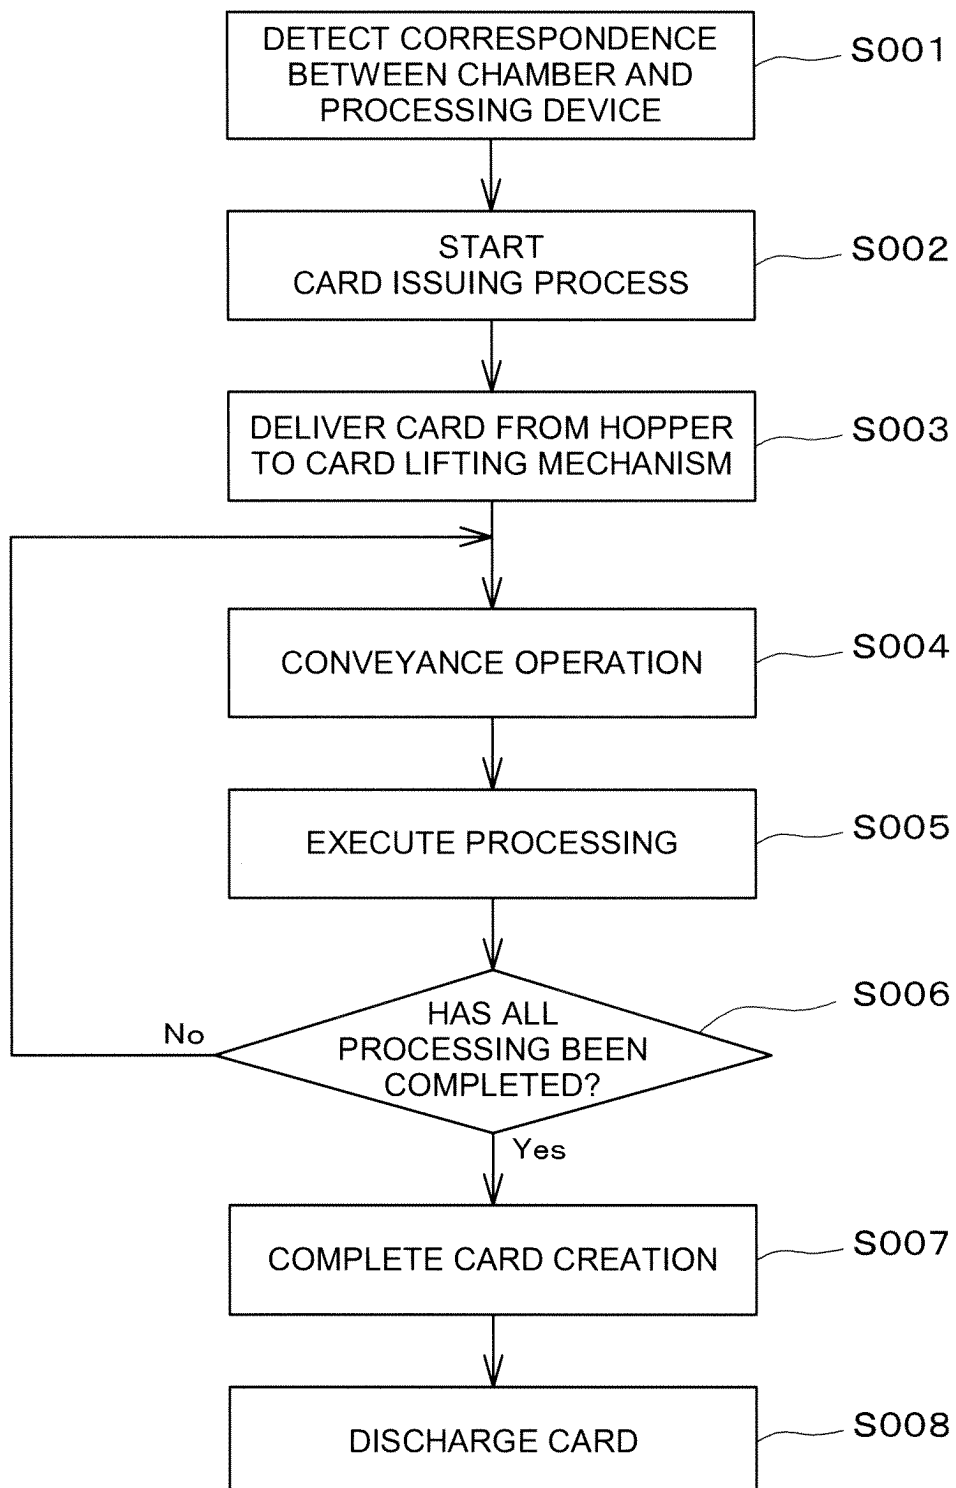 DETECT CORRESPONDENCE
BETWEEN CHAMBER AND
PROCESSING DEVICE
S001
START
CARD ISSUING PROCESS
S002
DELIVER CARD FROM HOPPER
TO CARD LIFTING MECHANISM
S003
CONVEYANCE OPERATION
S004
EXECUTE PROCESSING
S005
HAS ALL
PROCESSING BEEN
COMPLETED?
S006
No
Yes
COMPLETE CARD CREATION
S007
DISCHARGE CARD
S008